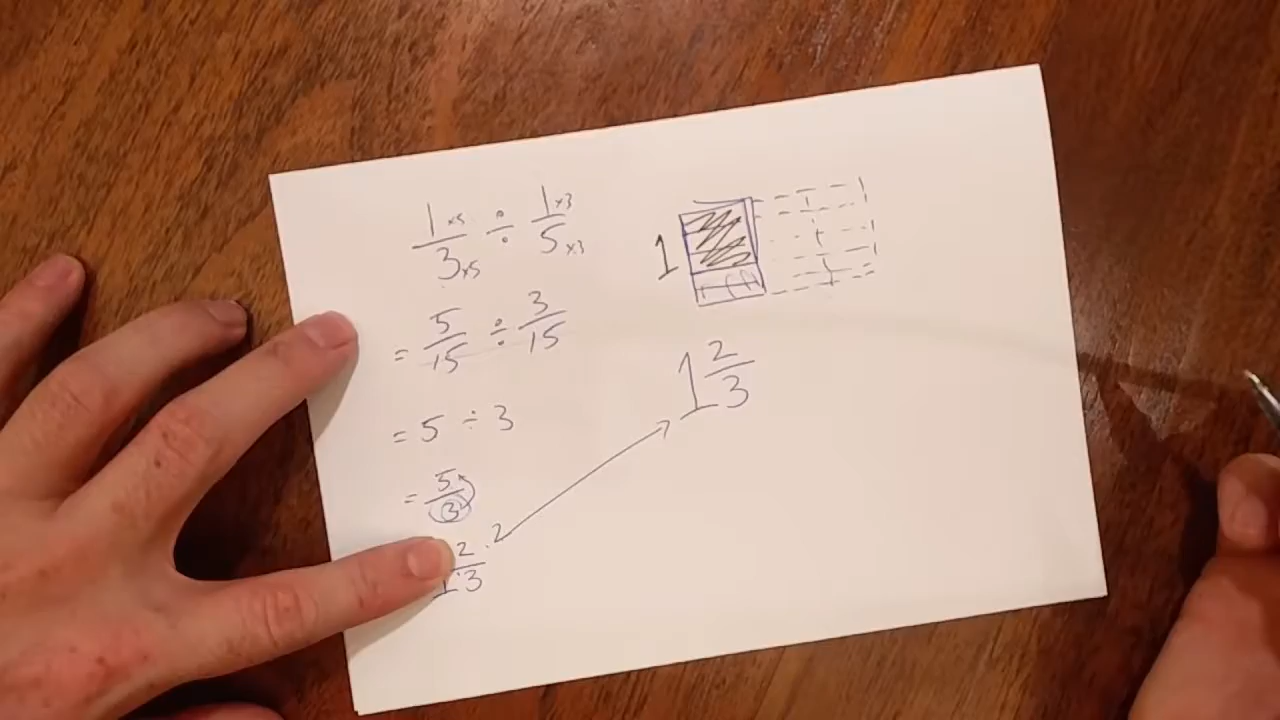 1×5/3×5 ÷ 1×3/5×3
= 5/15 ÷ 3/15
= 5 ÷ 3
= 5/3
1 2/3 2
1
1 2/3